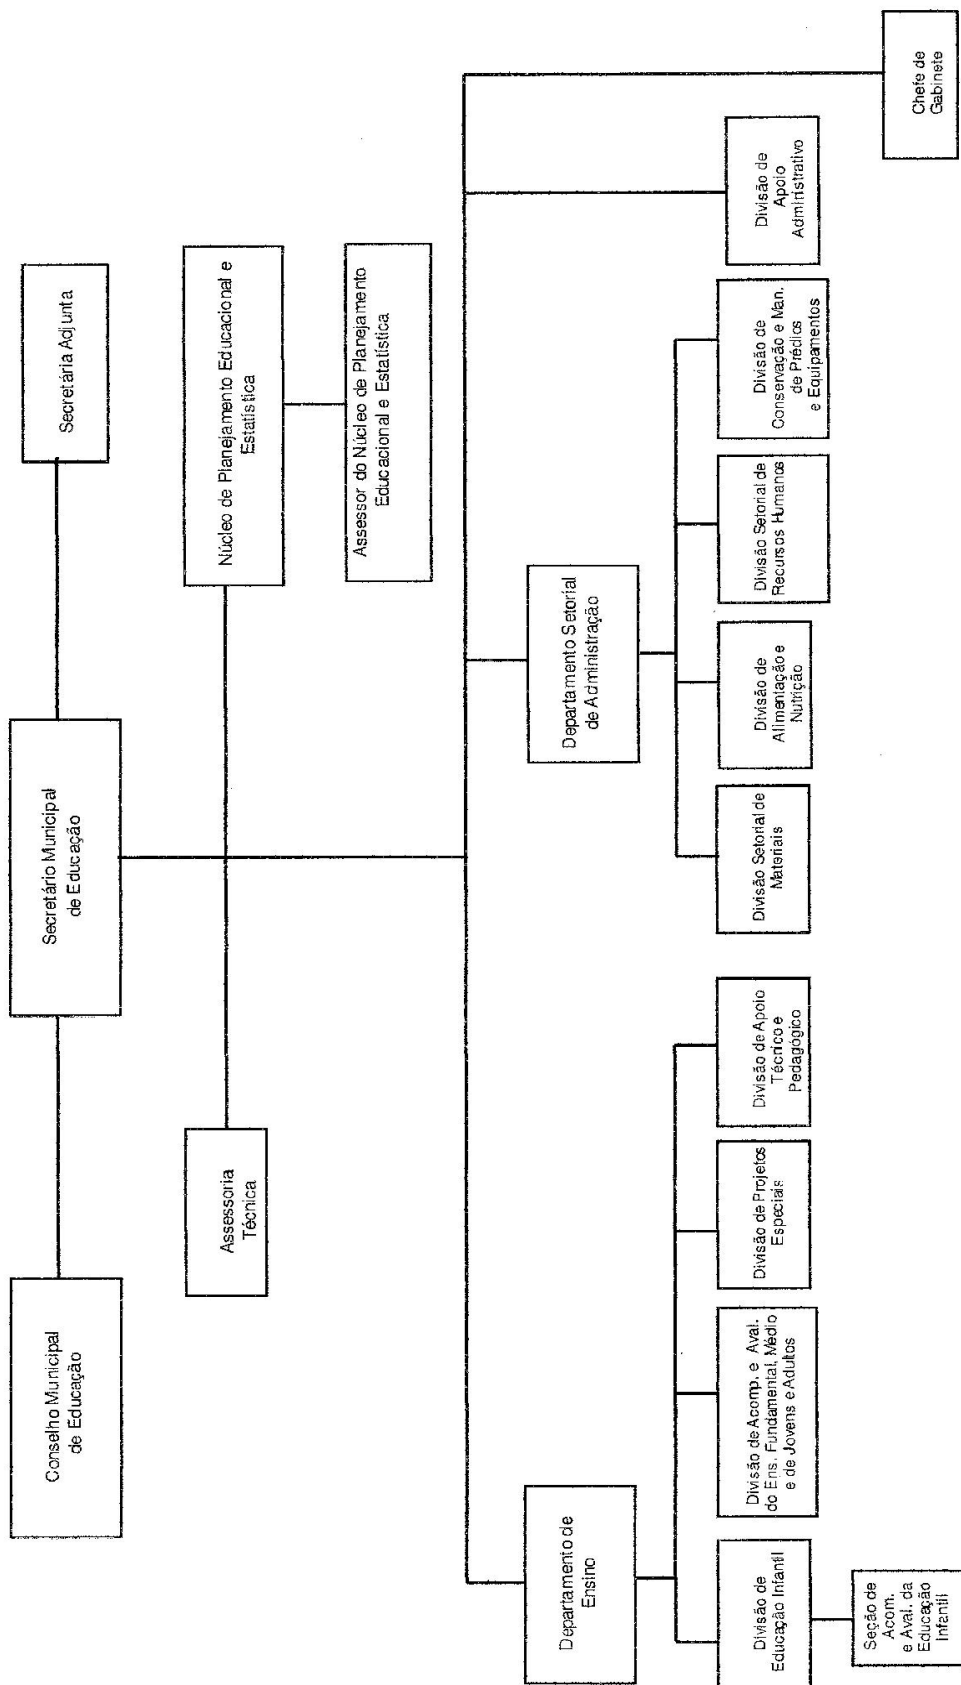 Conselho Municipal
de Educação
Secretário Municipal
de Educação
Secretária Adjunta
Assessoria
Técnica
Núcleo de Planejamento Educacional e
Estatística
Assessor do Núcleo de Planejamento
Educacional e Estatística
Departamento de
Ensino
Departamento Setorial
de Administração
Divisão de
Educação Infantil
Divisão de Acomp. e Aval.
do Ens. Fundamental, Médio
e de Jovens e Adultos
Divisão de Projetos
Especiais
Divisão de Apoio
Técnico e
Pedagógico
Divisão Setorial de
Materiais
Divisão de
Alimentação e
Nutrição
Divisão Setorial de
Recursos Humanos
Divisão de
Conservação e Man.
de Prédios
e Equipamentos
Divisão de
Apoio
Administrativo
Seção de
Acom.
e Aval. da
Educação
Infantil
Chefe de
Gabinete